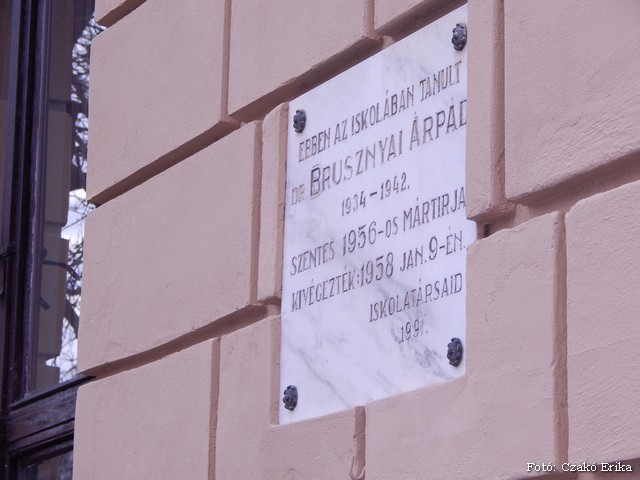 EBBEN AZ ISKOLÁBAN TANULT
DR. BRUSZNYAI ÁRPÁD
1934-1942.
SZENTES 1956-OS MÁRTIRJA
KIVÉGEZTÉK: 1958 JAN. 9-ÉN.
ISKOLATÁRSAID
1991.
Fotó: Czakó Erika